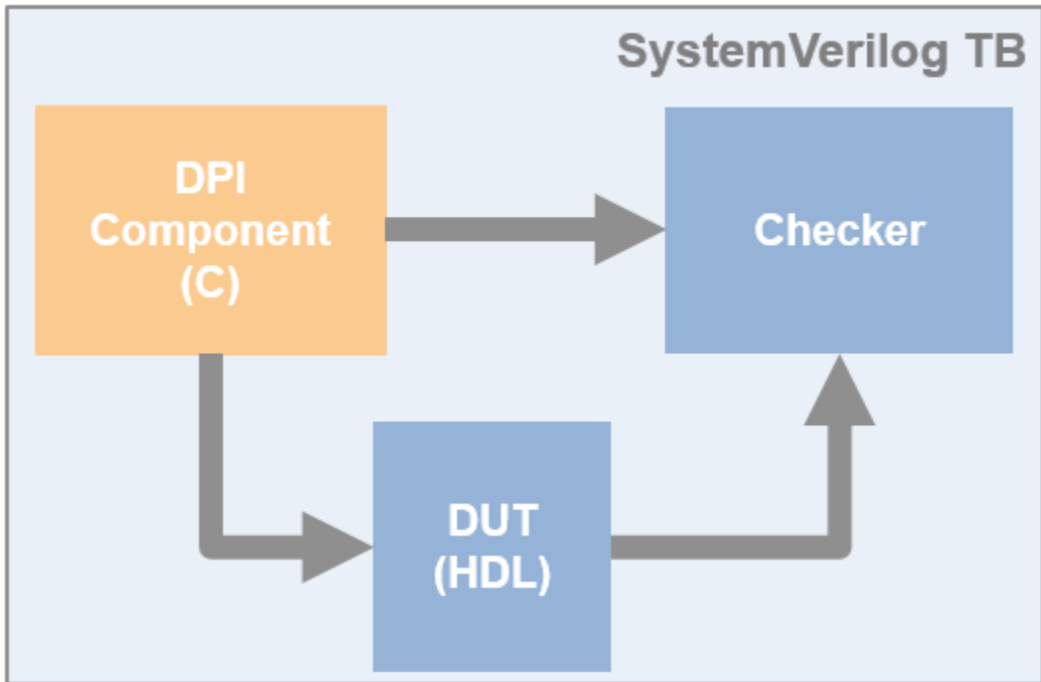 SystemVerilog TB
DPI
Component
(C)
Checker
DUT
(HDL)